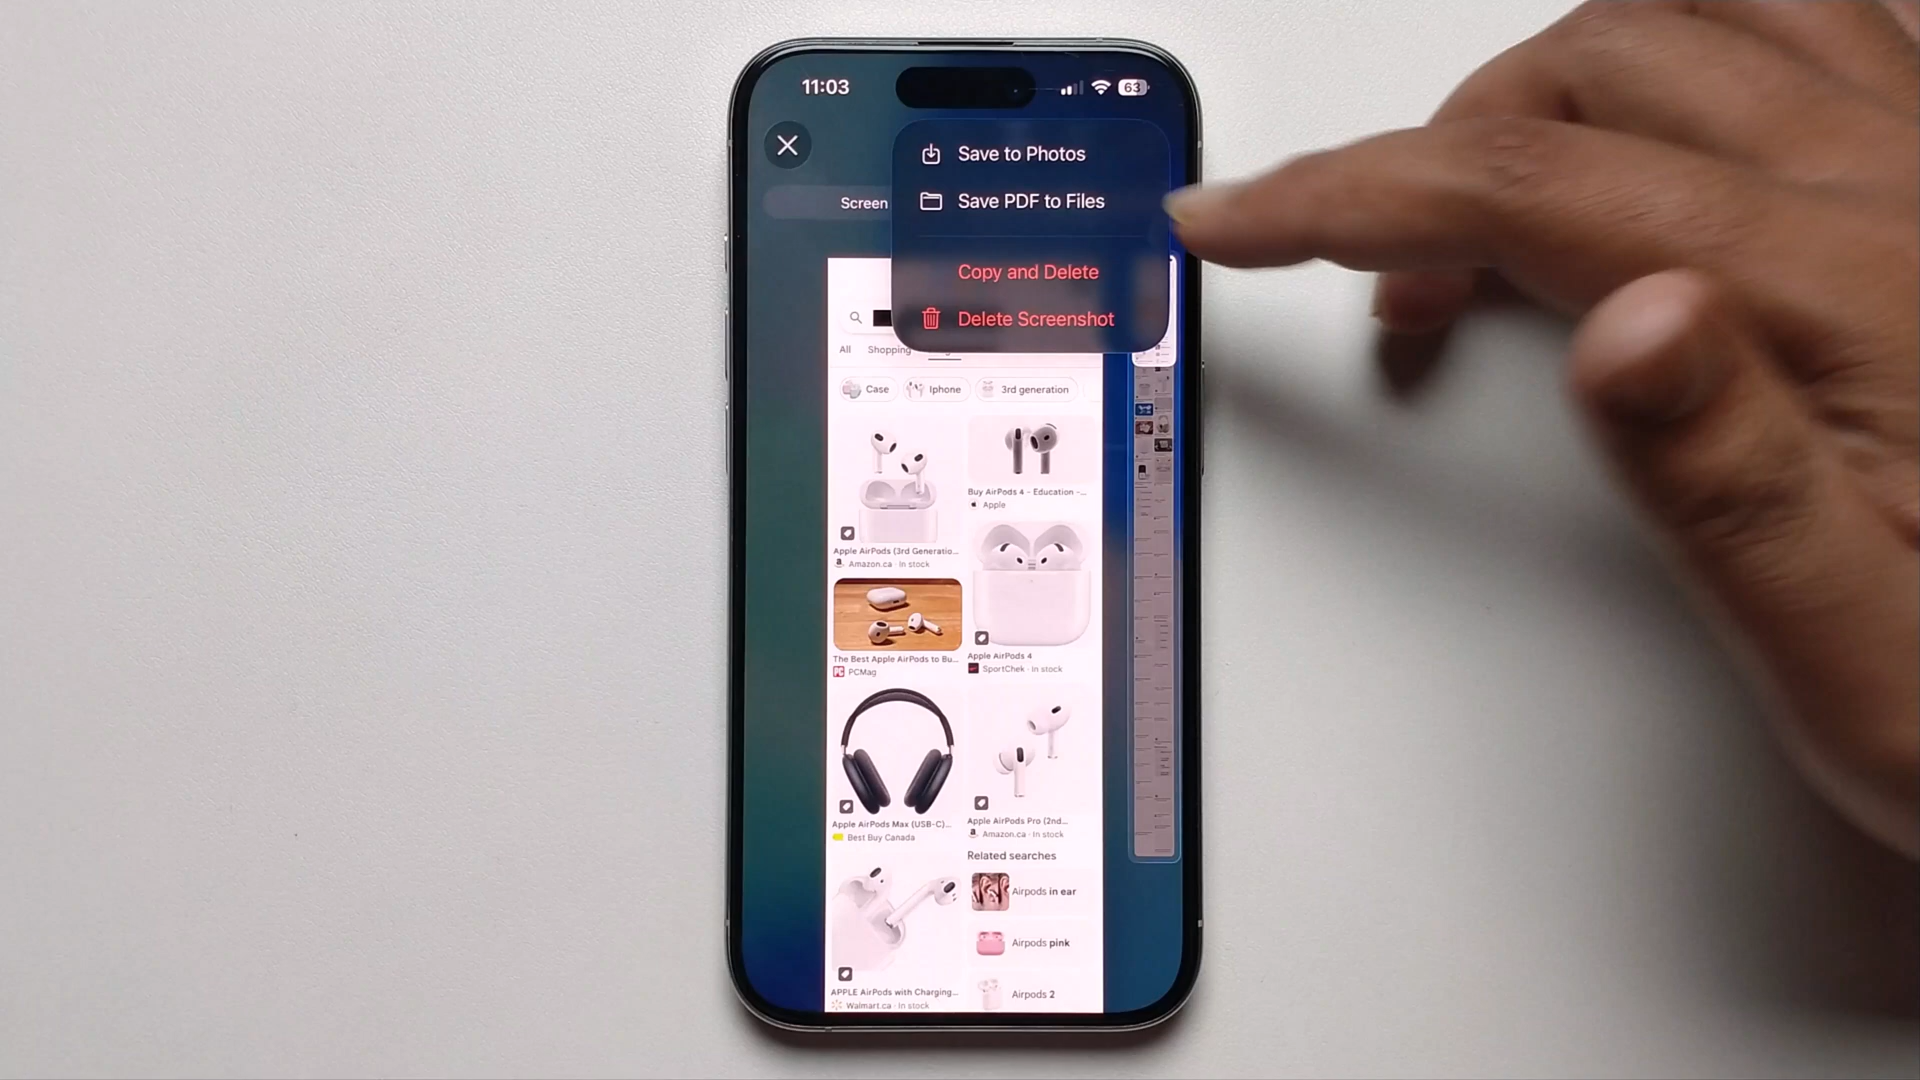 11:03
63
Save to Photos
Save PDF to Files
Screen
Copy and Delete
Delete Screenshot
All Shopping
Case Iphone 3rd generation
Buy AirPods 4 - Education -...
Apple
Apple AirPods (3rd Generatio...
Amazon.ca · In stock
Apple AirPods 4
SportChek · In stock
The Best Apple AirPods to Bu...
PCMag
Apple AirPods Max (USB-C)...
Best Buy Canada
Apple AirPods Pro (2nd...
Amazon.ca · In stock
Related searches
Airpods in ear
Airpods pink
Airpods 2
APPLE AirPods with Charging...
Walmart.ca · In stock